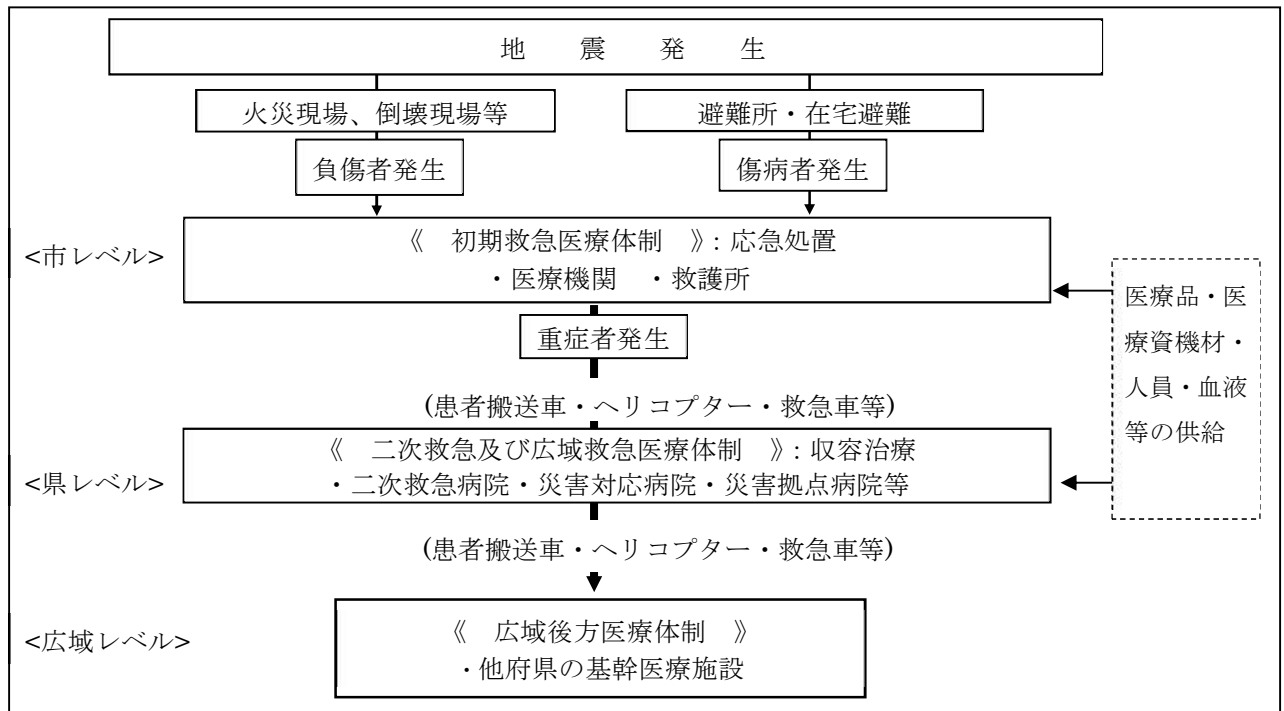 地　震　発　生
火災現場、倒壊現場等
避難所・在宅避難
負傷者発生
傷病者発生
<市レベル>
《　初期救急医療体制　》: 応急処置
・医療機関　・救護所
医療品・医
療資機材・
人員・血液
等の供給
重症者発生
(患者搬送車・ヘリコプター・救急車等)
<県レベル>
《　二次救急及び広域救急医療体制　》: 収容治療
・二次救急病院・災害対応病院・災害拠点病院等
(患者搬送車・ヘリコプター・救急車等)
<広域レベル>
《　広域後方医療体制　》
・他府県の基幹医療施設